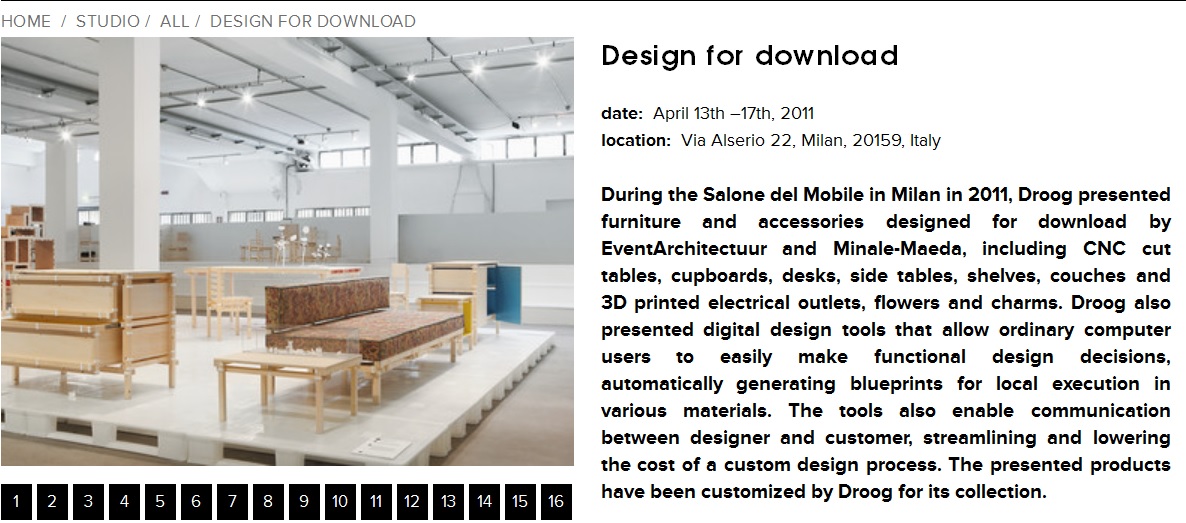 HOME / STUDIO / ALL / DESIGN FOR DOWNLOAD
Design for download
date: April 13th –17th, 2011
location: Via Alserio 22, Milan, 20159, Italy
During the Salone del Mobile in Milan in 2011, Droog presented
furniture and accessories designed for download by
EventArchitectuur and Minale-Maeda, including CNC cut
tables, cupboards, desks, side tables, shelves, couches and
3D printed electrical outlets, flowers and charms. Droog also
presented digital design tools that allow ordinary computer
users to easily make functional design decisions,
automatically generating blueprints for local execution in
various materials. The tools also enable communication
between designer and customer, streamlining and lowering
the cost of a custom design process. The presented products
have been customized by Droog for its collection.
1 2 3 4 5 6 7 8 9 10 11 12 13 14 15 16